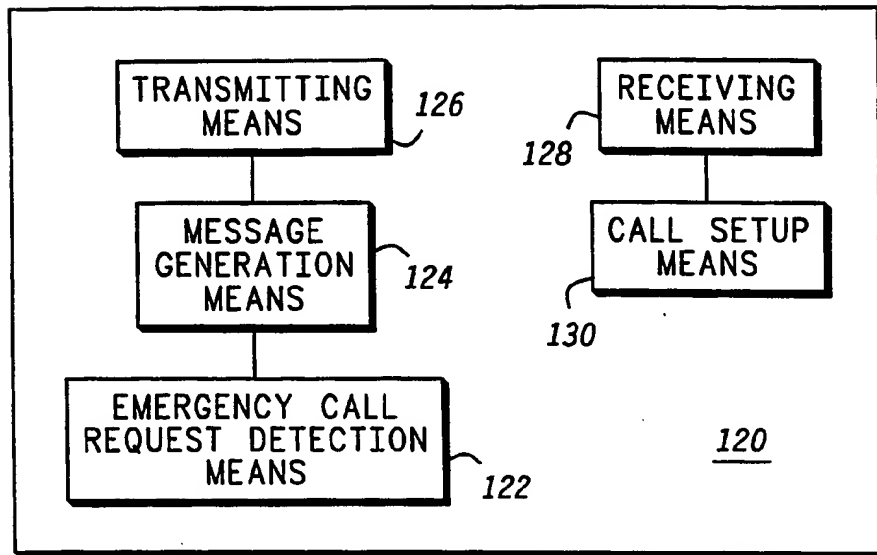 TRANSMITTING
MEANS
126
RECEIVING
MEANS
128
MESSAGE
GENERATION
MEANS
124
CALL SETUP
MEANS
130
EMERGENCY CALL
REQUEST DETECTION
MEANS
122
120